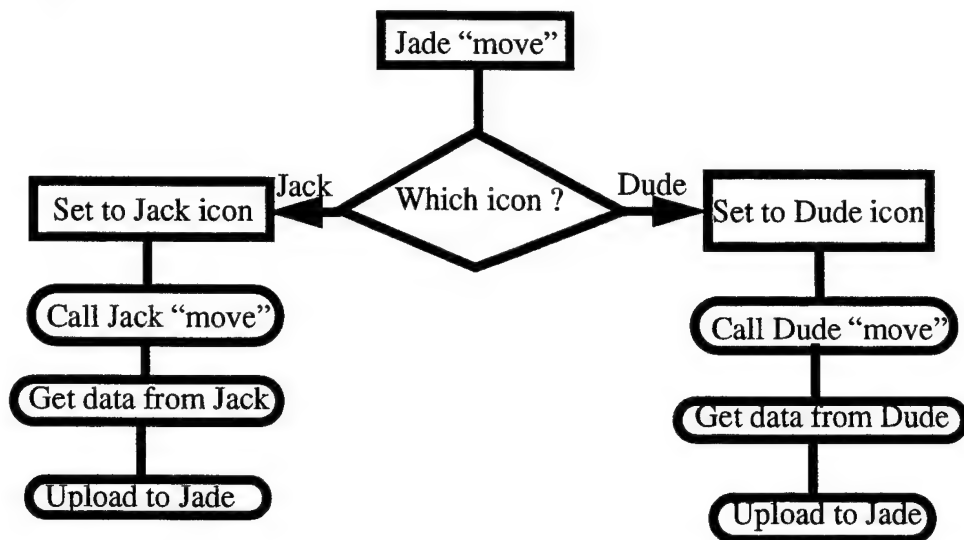 Jade “move”
Jack
Which icon ?
Dude
Set to Jack icon
Set to Dude icon
Call Jack “move”
Call Dude “move”
Get data from Jack
Get data from Dude
Upload to Jade
Upload to Jade